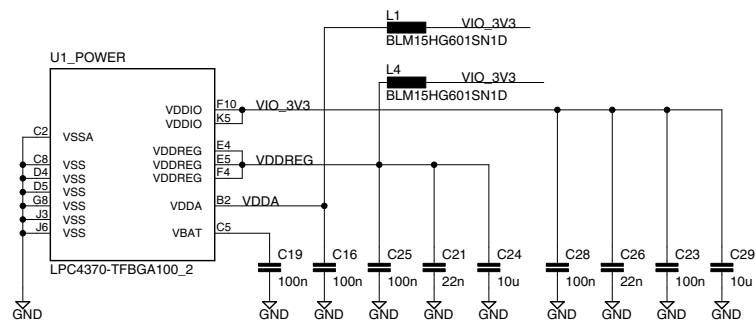 L1
VIO_3V3
BLM15HG601SN1D
U1_POWER
L4
VIO_3V3
BLM15HG601SN1D
VDDIO F10 VIO_3V3
VDDIO K5
C2 VSSA
VDDREG E4
C8 VSS VDDREG E5 VDDREG
D4 VSS VDDREG F4
D5 VSS
G8 VSS VDDA B2 VDDA
J3 VSS
J6 VSS VBAT C5
C19 C16 C25 C21 C24 C28 C26 C23 C29
100n 100n 100n 22n 10u 100n 22n 100n 10u
LPC4370-TFBGA100_2
GND GND GND GND GND GND GND GND GND GND